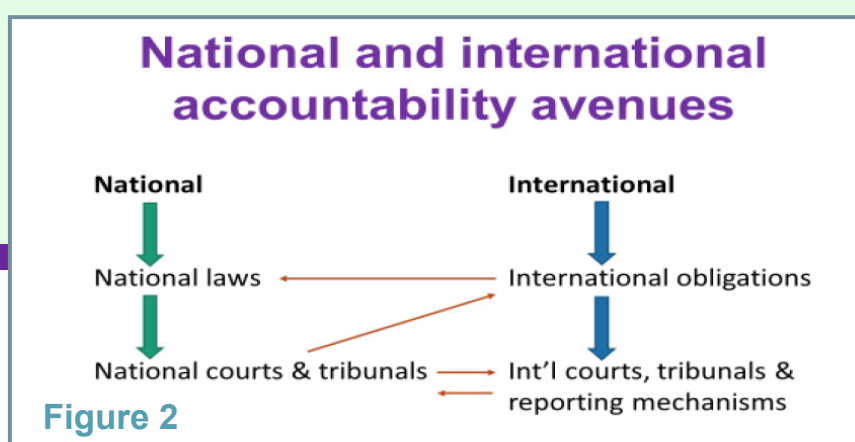 National and international
accountability avenues
National
International
National laws
International obligations
National courts & tribunals
Int’l courts, tribunals &
reporting mechanisms
Figure 2